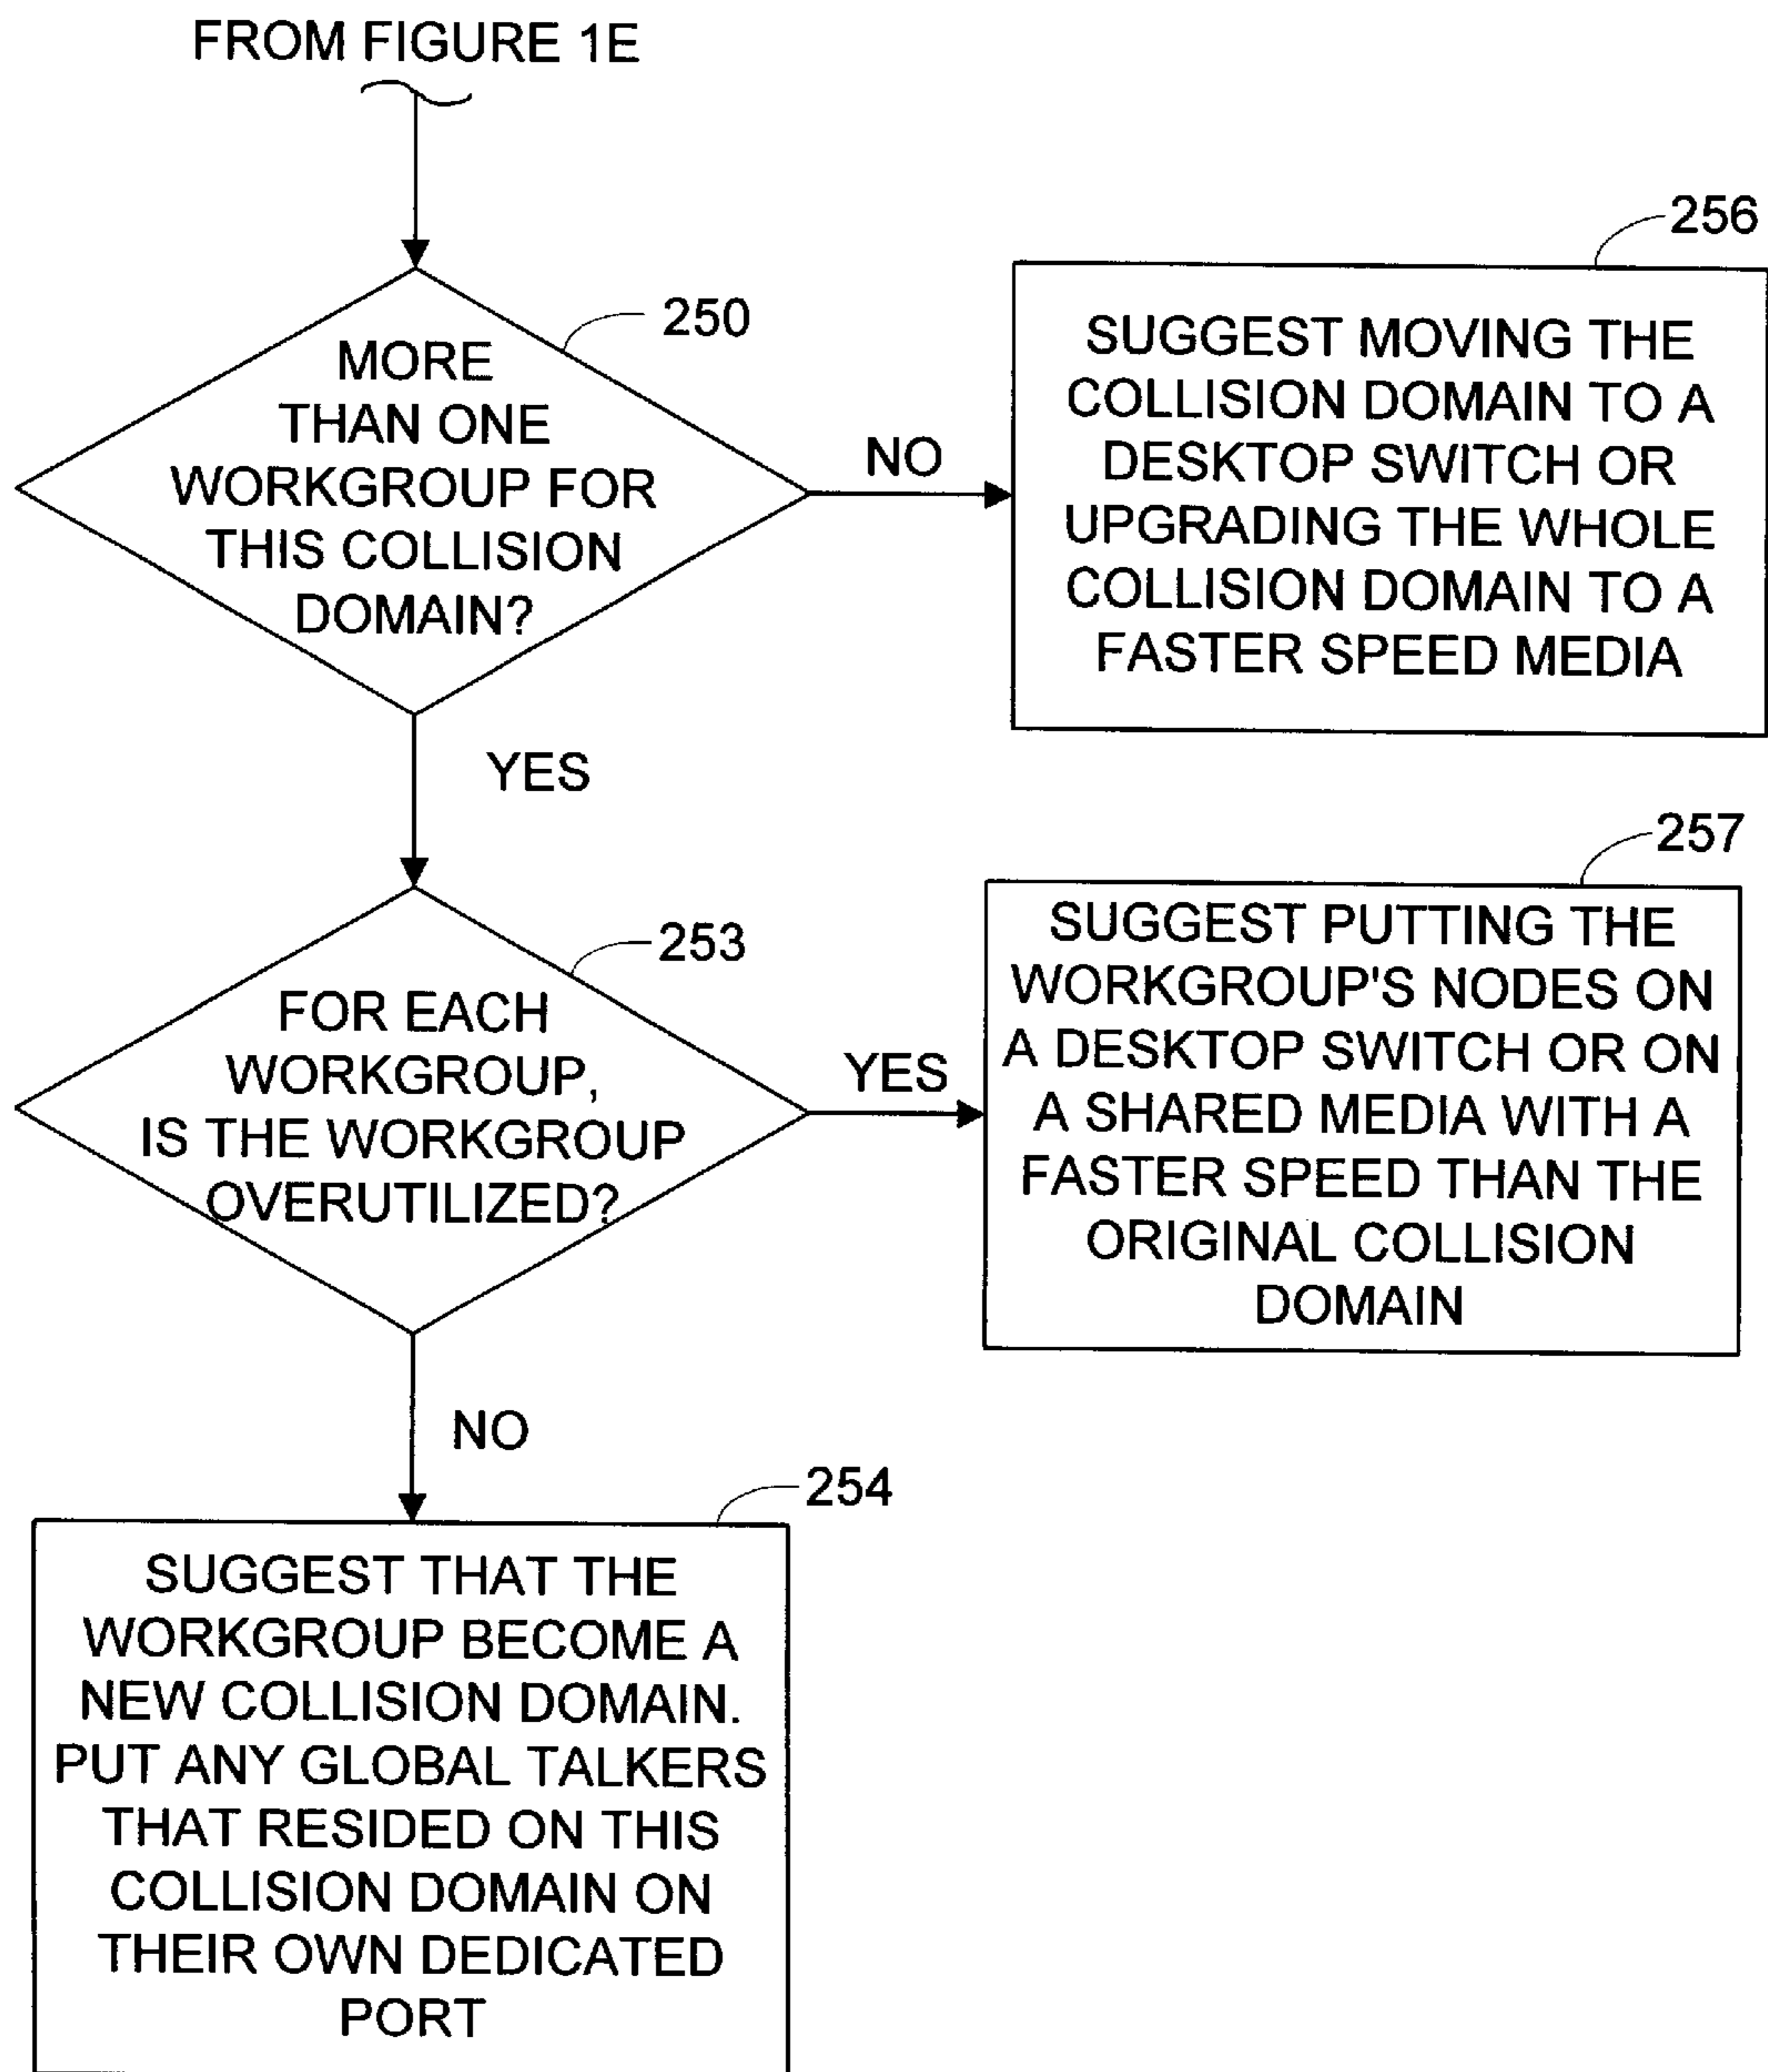 FROM FIGURE 1E
250
MORE
THAN ONE
WORKGROUP FOR
THIS COLLISION
DOMAIN?
NO
256
SUGGEST MOVING THE
COLLISION DOMAIN TO A
DESKTOP SWITCH OR
UPGRADING THE WHOLE
COLLISION DOMAIN TO A
FASTER SPEED MEDIA
YES
253
FOR EACH
WORKGROUP,
IS THE WORKGROUP
OVERUTILIZED?
YES
257
SUGGEST PUTTING THE
WORKGROUP'S NODES ON
A DESKTOP SWITCH OR ON
A SHARED MEDIA WITH A
FASTER SPEED THAN THE
ORIGINAL COLLISION
DOMAIN
NO
254
SUGGEST THAT THE
WORKGROUP BECOME A
NEW COLLISION DOMAIN.
PUT ANY GLOBAL TALKERS
THAT RESIDED ON THIS
COLLISION DOMAIN ON
THEIR OWN DEDICATED
PORT